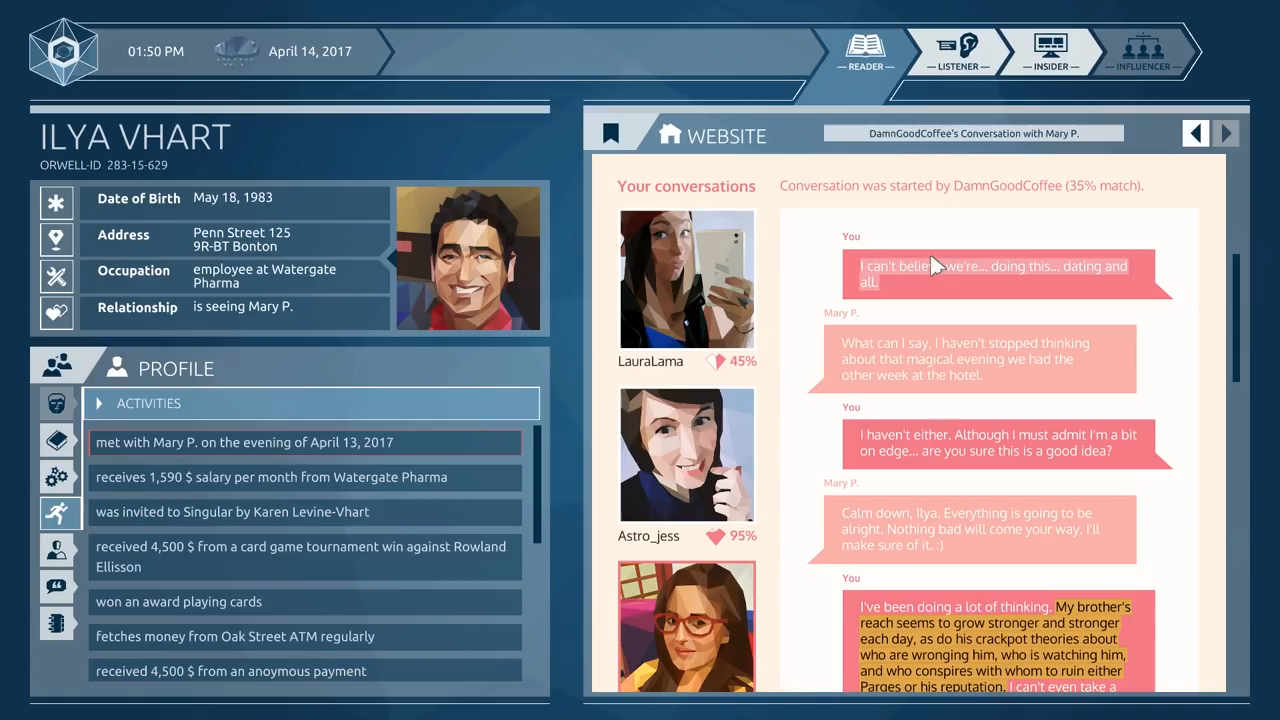 01:50 PM
April 14, 2017
— READER —
— LISTENER —
— INSIDER —
— INFLUENCER —
ILYA VHART
ORWELL-ID 283-15-629
Date of Birth May 18, 1983
Address Penn Street 125
9R-BT Bonton
Occupation employee at Watergate
Pharma
Relationship is seeing Mary P.
PROFILE
ACTIVITIES
met with Mary P. on the evening of April 13, 2017
receives 1,590 $ salary per month from Watergate Pharma
was invited to Singular by Karen Levine-Vhart
received 4,500 $ from a card game tournament win against Rowland
Ellisson
won an award playing cards
fetches money from Oak Street ATM regularly
received 4,500 $ from an anoymous payment
WEBSITE
DamnGoodCoffee's Conversation with Mary P.
Your conversations
LauraLama 45%
Astro_jess 95%
Conversation was started by DamnGoodCoffee (35% match).
You
I can't belie we're... doing this... dating and
all.
Mary P.
What can I say, I haven't stopped thinking
about that magical evening we had the
other week at the hotel.
You
I haven't either. Although I must admit I'm a bit
on edge... are you sure this is a good idea?
Mary P.
Calm down, Ilya. Everything is going to be
alright. Nothing bad will come your way. I'll
make sure of it. :)
You
I've been doing a lot of thinking. My brother's
reach seems to grow stronger and stronger
each day, as do his crackpot theories about
who are wronging him, who is watching him,
and who conspires with whom to ruin either
Parges or his reputation. I can't even take a